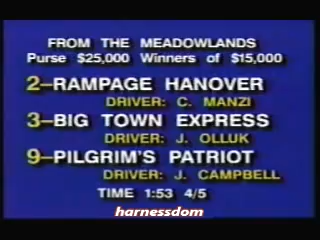 FROM THE MEADOWLANDS
Purse $25,000 Winners of $15,000
2–RAMPAGE HANOVER
DRIVER: C. MANZI
3–BIG TOWN EXPRESS
DRIVER: J. OLLUK
9–PILGRIM'S PATRIOT
DRIVER: J. CAMPBELL
TIME 1:53 4/5
harnessdom